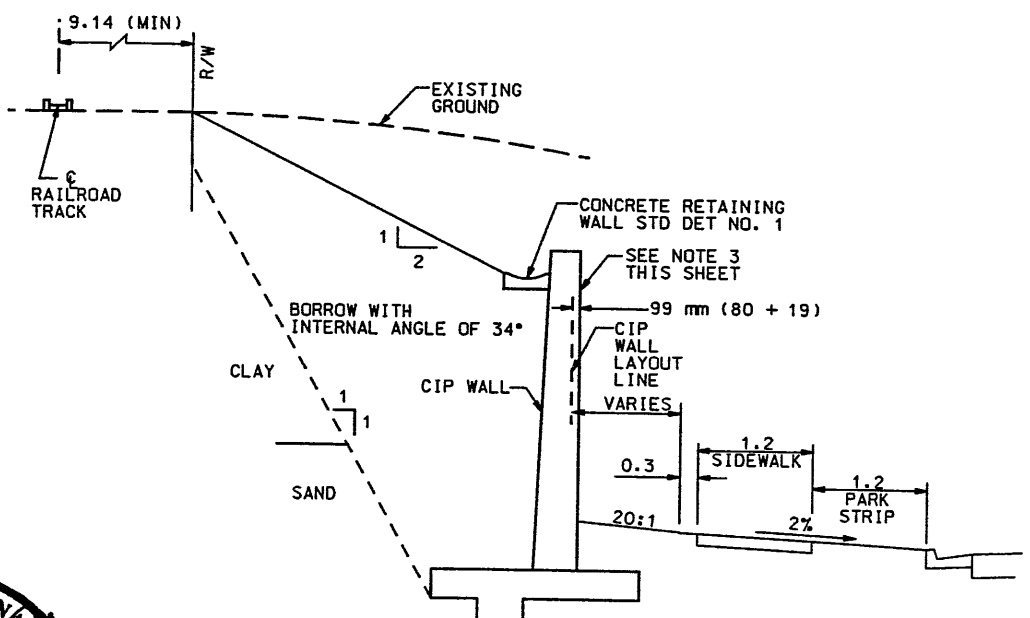 9.14 (MIN)
R/W
EXISTING
GROUND
℄
RAILROAD
TRACK
CONCRETE RETAINING
WALL STD DET NO. 1
1
2
SEE NOTE 3
THIS SHEET
BORROW WITH
INTERNAL ANGLE OF 34°
99 mm (80 + 19)
CIP
WALL
LAYOUT
LINE
CLAY
CIP WALL
VARIES
1
1
1.2
SIDEWALK
0.3
1.2
PARK
STRIP
SAND
20:1
2%